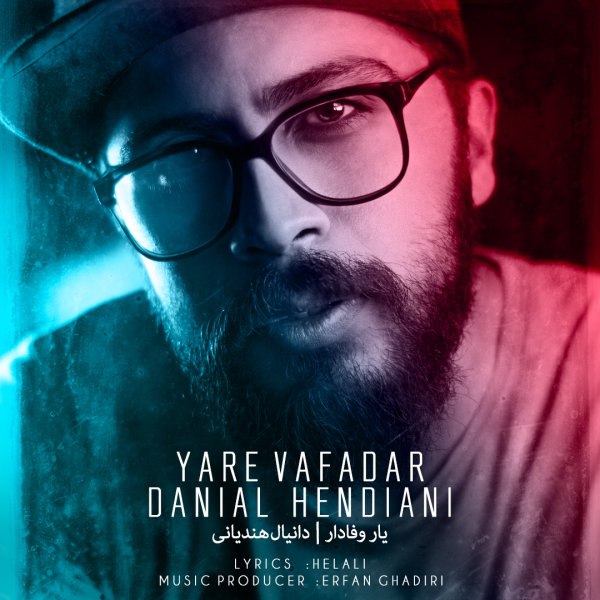 YARE VAFADAR
DANIAL HENDIANI
یار وفادار | دانیال هندیانی
LYRICS :HELALI
MUSIC PRODUCER :ERFAN GHADIRI